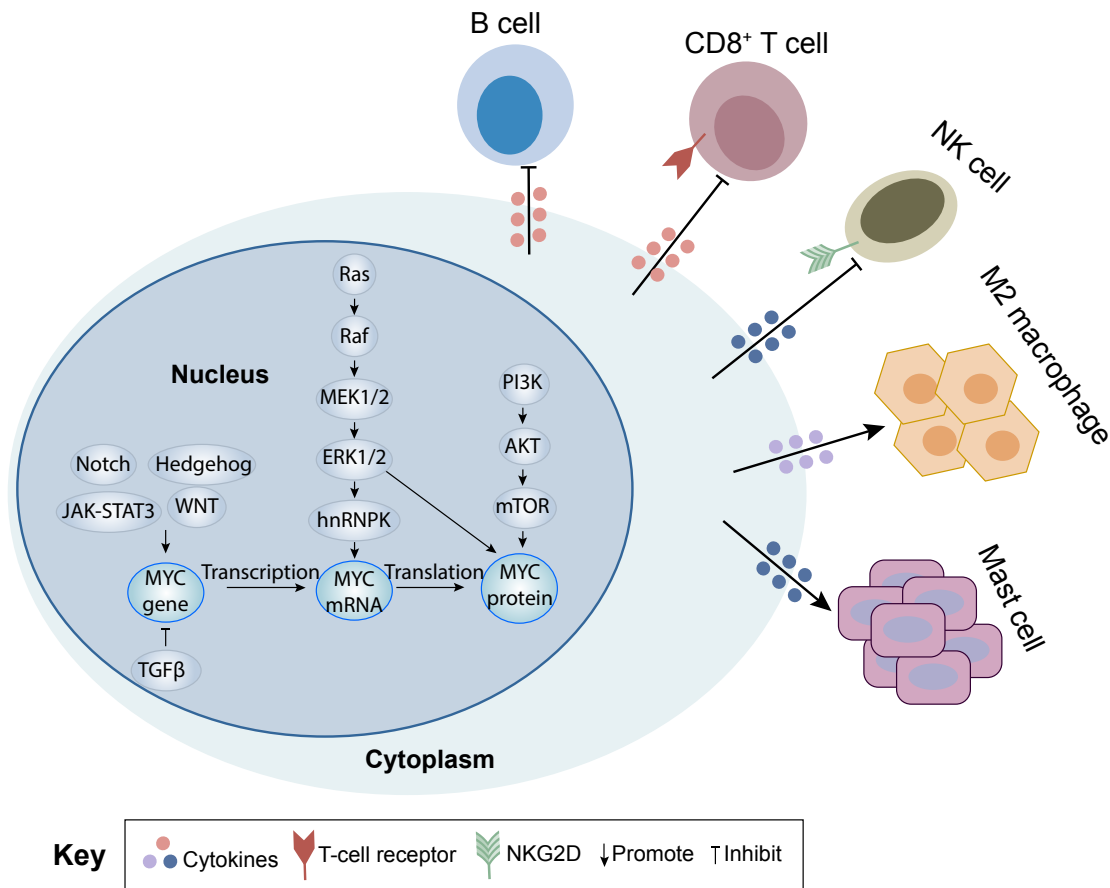 B cell
CD8⁺ T cell
NK cell
M2 macrophage
Mast cell
Nucleus
Ras
Raf
MEK1/2
ERK1/2
hnRNPK
PI3K
AKT
mTOR
Notch
Hedgehog
JAK-STAT3
WNT
MYC
gene
Transcription
MYC
mRNA
Translation
MYC
protein
TGFβ
Cytoplasm
Key
Cytokines
T-cell receptor
NKG2D
Promote
Inhibit